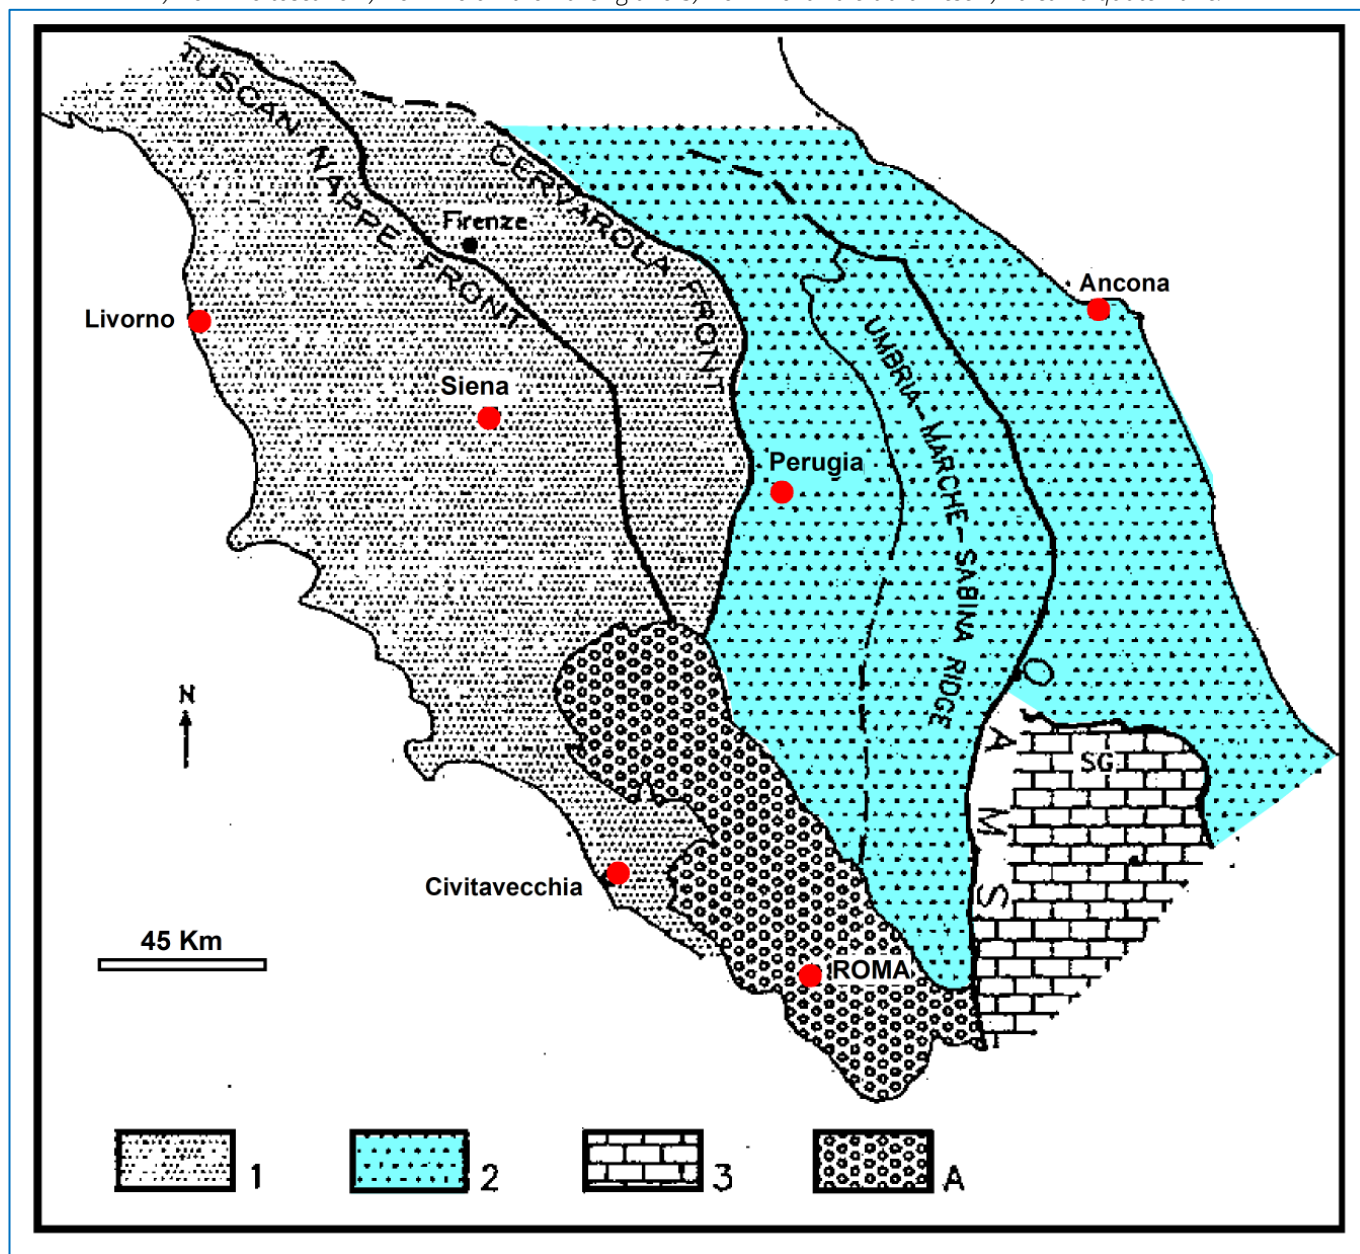 TUSCAN NAPPE FRONT
CERVAROLA FRONT
Firenze
Ancona
Livorno
UMBRIA-MARCHE-SABINA RIDGE
Siena
Perugia
N
O A M S
SG
Civitavecchia
45 Km
ROMA
1
2
3
A